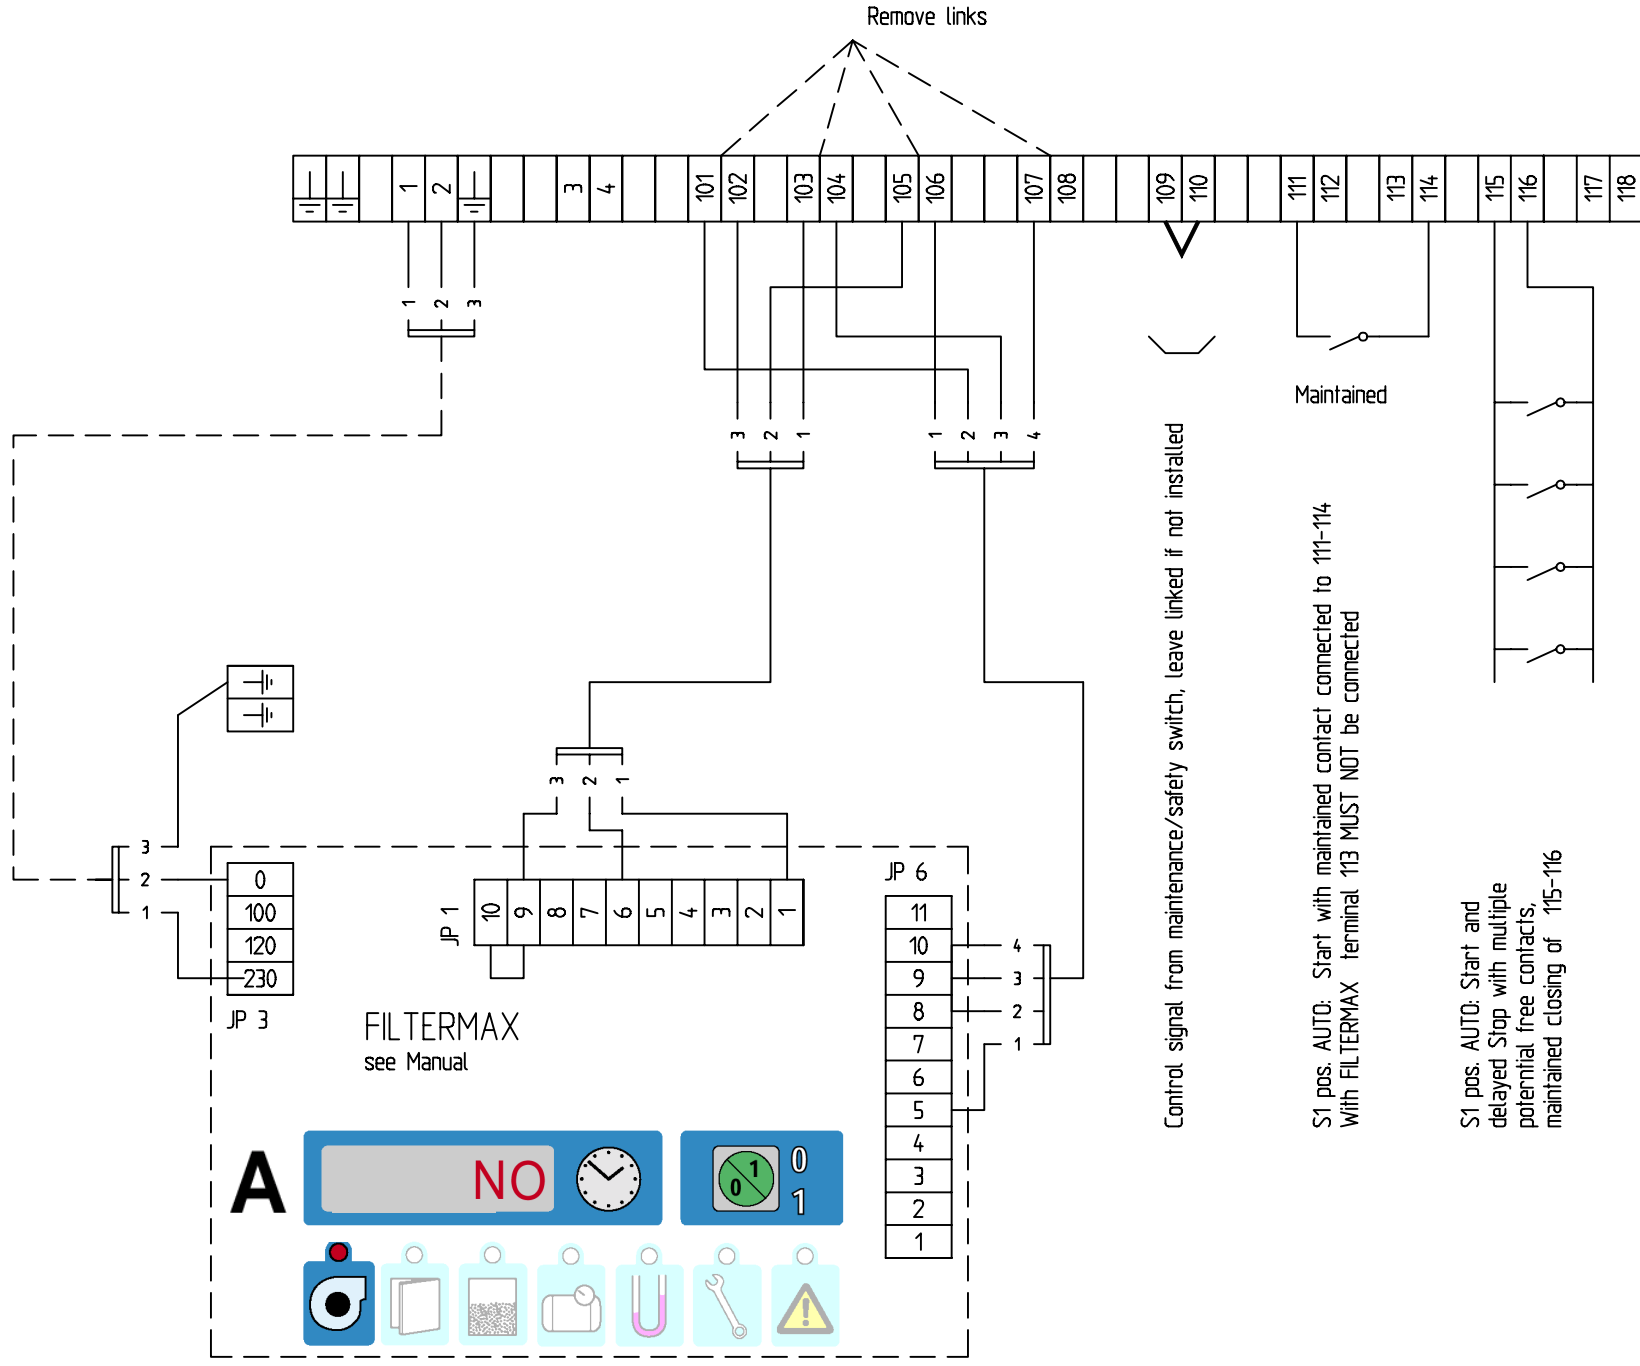 Remove links
1 2 3 4 101 102 103 104 105 106 107 108 109 110 111 112 113 114 115 116 117 118
1 2 3
Maintained
3 2 1
1 2 3 4
Control signal from maintenance/safety switch, leave linked if not installed
S1 pos. AUTO: Start with maintained contact connected to 111-114
With FILTERMAX terminal 113 MUST NOT be connected
S1 pos. AUTO: Start and
delayed Stop with multiple
poterntial free contacts,
maintained closing of 115-116
3 2 1
3
2
1
0
100
120
230
JP 3
JP 1
10 9 8 7 6 5 4 3 2 1
JP 6
11
10
9
8
7
6
5
4
3
2
1
4
3
2
1
FILTERMAX
see Manual
A
NO
1
0
0
1
!